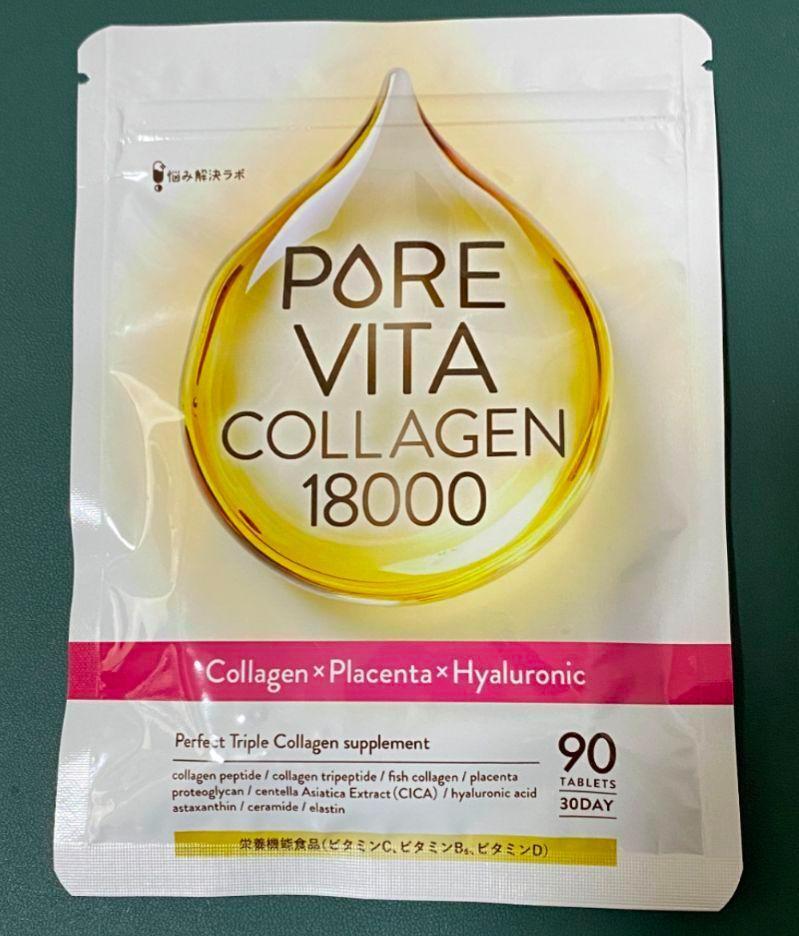 悩み解決ラボ
PORE
VITA
COLLAGEN
18000
Collagen×Placenta×Hyaluronic
Perfect Triple Collagen supplement
collagen peptide / collagen tripeptide / fish collagen / placenta
proteoglycan / centella Asiatica Extract (CICA) / hyaluronic acid
astaxanthin / ceramide / elastin
90
TABLETS
30DAY
栄養機能食品(ビタミンC、ビタミンB₆、ビタミンD)